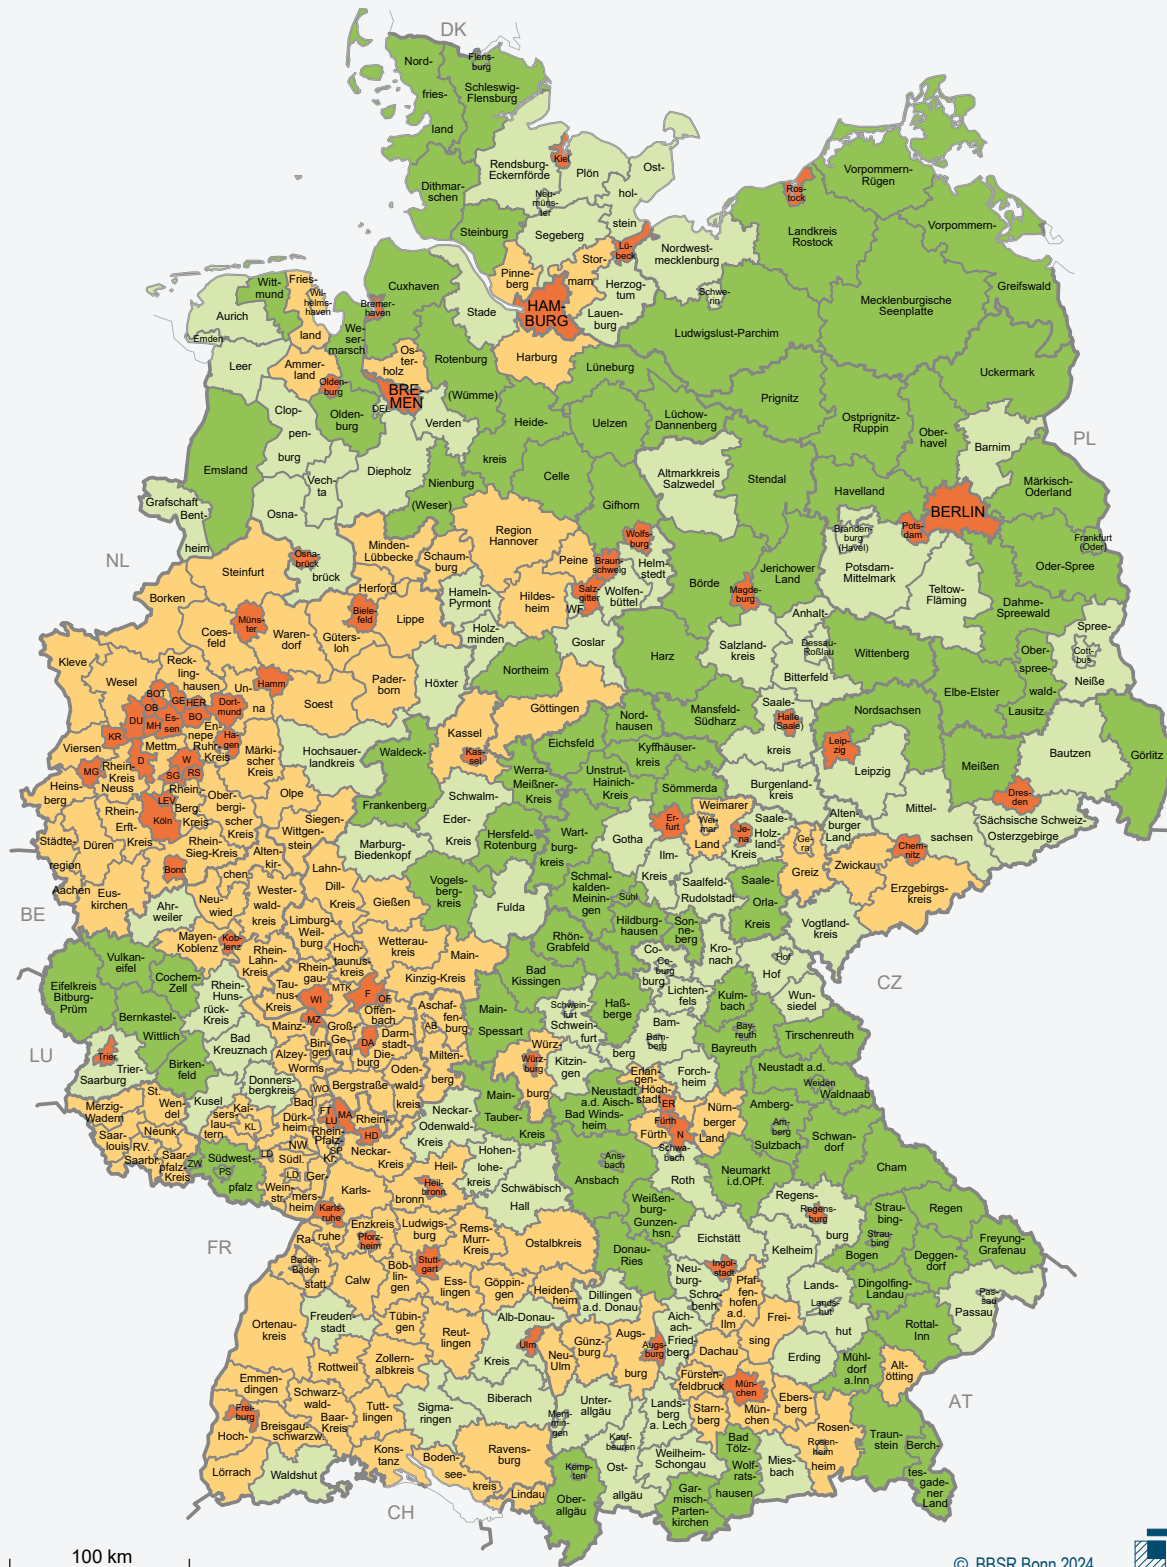 DK
Nord-
fries-
land
Flens-
burg
Schleswig-
Flensburg
Rendsburg-
Eckernförde
Kiel
Plön
Ost-
hol-
stein
Dithmar-
schen
Neu-
müns-
ter
Steinburg
Segeberg
Lü-
beck
Nordwest-
mecklenburg
Ros-
tock
Landkreis
Rostock
Vorpommern-
Rügen
Vorpommern-
Greifswald
Pinne-
berg
Stor-
marn
HAM-
BURG
Herzog-
tum
Lauen-
burg
Schwe-
rin
Ludwigslust-Parchim
Mecklenburgische
Seenplatte
Witt-
mund
Fries-
land
Wil-
helms-
haven
Aurich
Emden
Leer
Ammer-
land
We-
ser-
marsch
Bremer-
haven
Cuxhaven
Stade
Os-
ter-
holz
Rotenburg
(Wümme)
Harburg
Lüneburg
Olden-
burg
BRE-
MEN
DEL
Olden-
burg
Verden
Clop-
pen-
burg
Emsland
Vech-
ta
Diepholz
Heide-
kreis
Uelzen
Lüchow-
Dannenberg
Prignitz
Ostprignitz-
Ruppin
Ober-
havel
Uckermark
Barnim
PL
Grafschaft
Bent-
heim
Osna-
brück
Osna-
brück
Nienburg
(Weser)
Celle
Gifhorn
Altmarkkreis
Salzwedel
Stendal
Havelland
BERLIN
Märkisch-
Oderland
NL
Steinfurt
Minden-
Lübbecke
Schaum-
burg
Region
Hannover
Peine
Wolfs-
burg
Braun-
schweig
Helm-
stedt
Salz-
gitter
WF
Wolfen-
büttel
Börde
Magde-
burg
Jerichower
Land
Branden-
burg
(Havel)
Pots-
dam
Potsdam-
Mittelmark
Teltow-
Fläming
Frankfurt
(Oder)
Oder-Spree
Dahme-
Spreewald
Borken
Herford
Müns-
ter
Biele-
feld
Lippe
Hameln-
Pyrmont
Hildes-
heim
Holz-
minden
Goslar
Coes-
feld
Waren-
dorf
Güters-
loh
Kleve
Wesel
Reck-
ling-
hausen
Hamm
Pader-
born
Höxter
Northeim
Harz
Salzland-
kreis
Anhalt-
Bitterfeld
Dessau-
Roßlau
Wittenberg
Spree-
Neiße
Cott-
bus
Ober-
spree-
wald-
Lausitz
Elbe-Elster
BOT
OB
GE
HER
DU
MH
Es-
sen
BO
Dort-
mund
Un-
na
Soest
KR
Viersen
En-
nepe
Ruhr-
Kreis
Ha-
gen
Märki-
scher
Kreis
Hochsauer-
landkreis
Göttingen
Kassel
Kas-
sel
Waldeck-
Frankenberg
Nord-
hausen
Mansfeld-
Südharz
Saale-
kreis
Halle
(Saale)
Leip-
zig
Leipzig
Nordsachsen
Meißen
Bautzen
Görlitz
Dres-
den
Mettm.
MG
Rhein-
Kreis
Neuss
D
W
SG
RS
Heins-
berg
LEV
Köln
Rhein-
Berg.
Kreis
Ober-
bergi-
scher
Kreis
Olpe
Siegen-
Wittgen-
stein
Rhein-
Erft-
Kreis
Düren
Städte-
region
Aachen
Rhein-
Sieg-Kreis
Bonn
Eus-
kirchen
Eichsfeld
Kyffhäuser-
kreis
Unstrut-
Hainich-
Kreis
Werra-
Meißner-
Kreis
Schwalm-
Eder-
Kreis
Hersfeld-
Rotenburg
Wart-
burg-
kreis
Sömmerda
Burgenland-
kreis
Mittel-
sachsen
Sächsische Schweiz-
Osterzgebirge
Gotha
Er-
furt
Weimarer
Land
Wei-
mar
Je-
na
Saale-
Holz-
land-
Kreis
Ge-
ra
Alten-
burger
Land
Greiz
Zwickau
Chem-
nitz
Erzgebirgs-
kreis
Marburg-
Biedenkopf
Alten-
kir-
chen
Lahn-
Dill-
Kreis
Gießen
Vogels-
berg-
kreis
Fulda
Schmal-
kalden-
Meinin-
gen
Suhl
Ilm-
Kreis
Saalfeld-
Rudolstadt
Saale-
Orla-
Kreis
Vogtland-
kreis
CZ
BE
Ahr-
weiler
Neu-
wied
Wester-
wald-
kreis
Limburg-
Weil-
burg
Mayen-
Koblenz
Kob-
lenz
Rhein-
Lahn-
Kreis
Hoch-
taunus-
kreis
Wetterau-
kreis
Main-
Kinzig-Kreis
Hildburg-
hausen
Son-
ne-
berg
Rhön-
Grabfeld
Bad
Kissingen
Co-
burg
Co-
burg
Kro-
nach
Hof
Hof
Lichten-
fels
Kulm-
bach
Wun-
siedel
Vulkan-
eifel
Eifelkreis
Bitburg-
Prüm
Cochem-
Zell
Rhein-
Huns-
rück-
Kreis
Rhein-
gau-
Tau-
nus-
Kreis
WI
MTK
F
OF
Offen-
bach
Aschaf-
fen-
burg
AB
Main-
Spessart
Schwein-
furt
Schwein-
furt
Haß-
berge
Bam-
berg
Bam-
berg
Bay-
reuth
Bayreuth
Tirschenreuth
Bernkastel-
Wittlich
LU
Trier
Trier-
Saarburg
Birken-
feld
Bad
Kreuznach
MZ
Mainz-
Bin-
gen
Groß-
Ge-
rau
DA
Darm-
stadt-
Die-
burg
Alzey-
Worms
WO
Milten-
berg
Würz-
burg
Würz-
burg
Kitzin-
gen
Forch-
heim
Neustadt a.d.
Waldnaab
Weiden
Odenwald-
kreis
Bergstraße
Donners-
bergkreis
Kusel
Kai-
sers-
lau-
tern
KL
Bad
Dürk-
heim
FT
LU
MA
HD
Rhein-
Neckar-
Kreis
Rhein-
Pfalz-
Kr.
SP
NW
Merzig-
Wadern
St.
Wen-
del
Neunk.
Saar-
louis
RV.
Saarbr.
Saar-
pfalz-
Kreis
ZW
Südwest-
pfalz
PS
LD
Südl.
Wein-
str.
LD
Ger-
mers-
heim
Neckar-
Odenwald-
Kreis
Main-
Tauber-
Kreis
Neustadt
a.d. Aisch-
Bad Winds-
heim
Erlan-
gen-
Höch-
stadt
ER
Fürth
Fürth
N
Nürn-
berger
Land
Schwa-
bach
Roth
Amberg-
Sulzbach
Am-
berg
Schwan-
dorf
Cham
Neumarkt
i.d.OPf.
Ans-
bach
Ansbach
Hohen-
lohe-
kreis
Schwäbisch
Hall
Heil-
bronn
Heil-
bronn
Karls-
ruhe
Karls-
ruhe
Weißen-
burg-
Gunzen-
hsn.
Regens-
burg
Regens-
burg
Strau-
bing-
Bogen
Strau-
bing
Regen
Freyung-
Grafenau
Deggen-
dorf
FR
Ra-
statt
Baden-
Baden
Enzkreis
Pforz-
heim
Ludwigs-
burg
Rems-
Murr-
Kreis
Ostalbkreis
Stutt-
gart
Böb-
lin-
gen
Ess-
lingen
Göppin-
gen
Heiden-
heim
Calw
Donau-
Ries
Eichstätt
Kelheim
Ingol-
stadt
Neu-
burg-
Schro-
benh.
Pfaf-
fen-
hofen
a.d.
Ilm
Lands-
hut
Lands-
hut
Dingolfing-
Landau
Pas-
sau
Passau
Rottal-
Inn
Freuden-
stadt
Tübin-
gen
Reut-
lingen
Alb-Donau-
Kreis
Ulm
Dillingen
a.d. Donau
Günz-
burg
Neu-
Ulm
Augs-
burg
Augs-
burg
Aich-
ach-
Fried-
berg
Dachau
Frei-
sing
Erding
Mühl-
dorf
a.Inn
Alt-
ötting
Ortenau-
kreis
Rottweil
Zollern-
albkreis
Emmen-
dingen
Schwarz-
wald-
Baar-
Kreis
Tutt-
lingen
Sigma-
ringen
Biberach
Unter-
allgäu
Mem-
min-
gen
Lands-
berg
a. Lech
Fürsten-
feldbruck
Mün-
chen
Mün-
chen
Starn-
berg
Ebers-
berg
Rosen-
heim
Rosen-
heim
Traun-
stein
Berch-
tes-
gade-
ner
Land
AT
Frei-
burg
Breisgau-
Hoch-
schwarzw.
Lörrach
Waldshut
Kons-
tanz
Boden-
see-
kreis
Ravens-
burg
Lindau
Kauf-
beuren
Ost-
allgäu
Kemp-
ten
Ober-
allgäu
Weilheim-
Schongau
Gar-
misch-
Parten-
kirchen
Bad
Tölz-
Wolf-
rats-
hausen
Mies-
bach
CH
100 km
© BBSR Bonn 2024